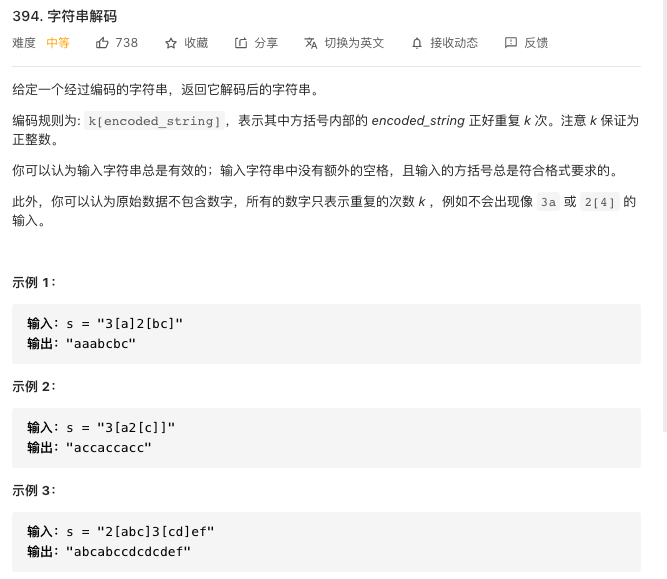 394. 字符串解码
难度 中等 738 收藏 分享 切换为英文 接收动态 反馈
给定一个经过编码的字符串，返回它解码后的字符串。
编码规则为: k[encoded_string]，表示其中方括号内部的 encoded_string 正好重复 k 次。注意 k 保证为
正整数。
你可以认为输入字符串总是有效的；输入字符串中没有额外的空格，且输入的方括号总是符合格式要求的。
此外，你可以认为原始数据不包含数字，所有的数字只表示重复的次数 k ，例如不会出现像 3a 或 2[4] 的
输入。
示例 1：
输入：s = "3[a]2[bc]"
输出："aaabcbc"
示例 2：
输入：s = "3[a2[c]]"
输出："accaccacc"
示例 3：
输入：s = "2[abc]3[cd]ef"
输出："abcabccdcdcdef"